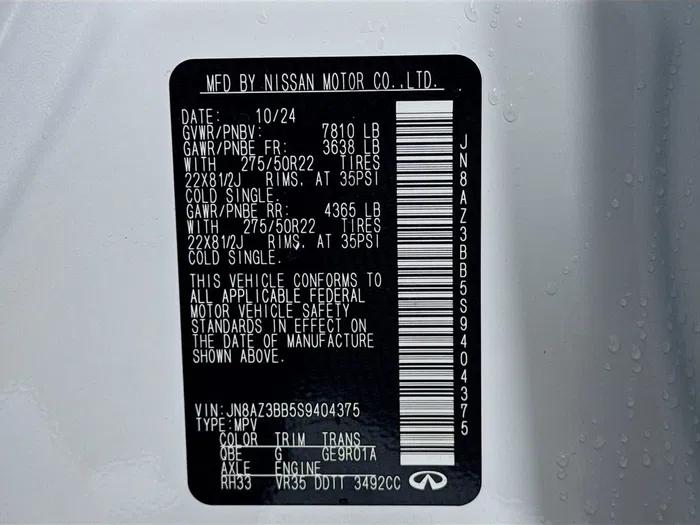 MFD BY NISSAN MOTOR CO.,LTD.
DATE: 10/24
GVWR/PNBV: 7810 LB
GAWR/PNBE FR: 3638 LB
WITH 275/50R22 TIRES
22X81/2J RIMS, AT 35PSI
COLD SINGLE.
GAWR/PNBE RR: 4365 LB
WITH 275/50R22 TIRES
22X81/2J RIMS, AT 35PSI
COLD SINGLE.
THIS VEHICLE CONFORMS TO
ALL APPLICABLE FEDERAL
MOTOR VEHICLE SAFETY
STANDARDS IN EFFECT ON
THE DATE OF MANUFACTURE
SHOWN ABOVE.
VIN:JN8AZ3BB5S9404375
TYPE:MPV
COLOR TRIM TRANS
QBE G GE9R01A
AXLE ENGINE
RH33 VR35 DDTT 3492CC
JN8AZ3BB5S9404375